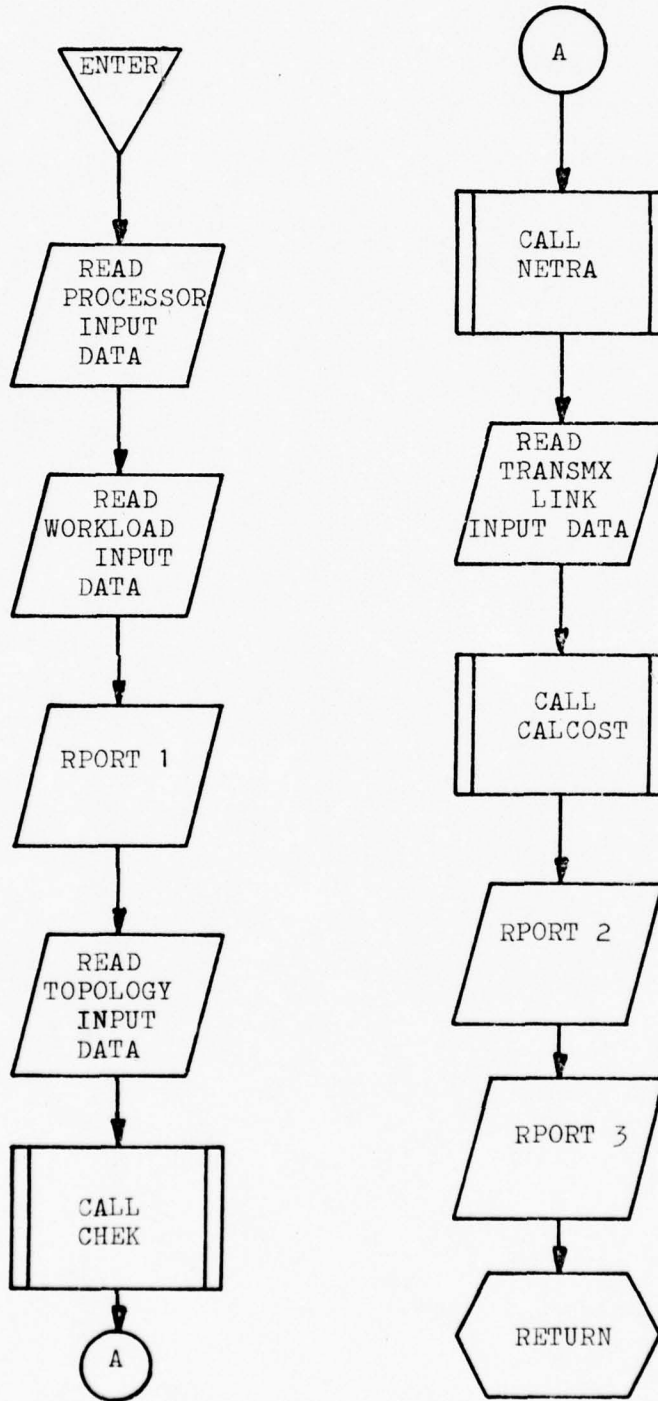 ENTER
READ
PROCESSOR
INPUT
DATA
READ
WORKLOAD
INPUT
DATA
RPORT 1
READ
TOPOLOGY
INPUT
DATA
CALL
CHEK
A
A
CALL
NETRA
READ
TRANSMX
LINK
INPUT DATA
CALL
CALCOST
RPORT 2
RPORT 3
RETURN